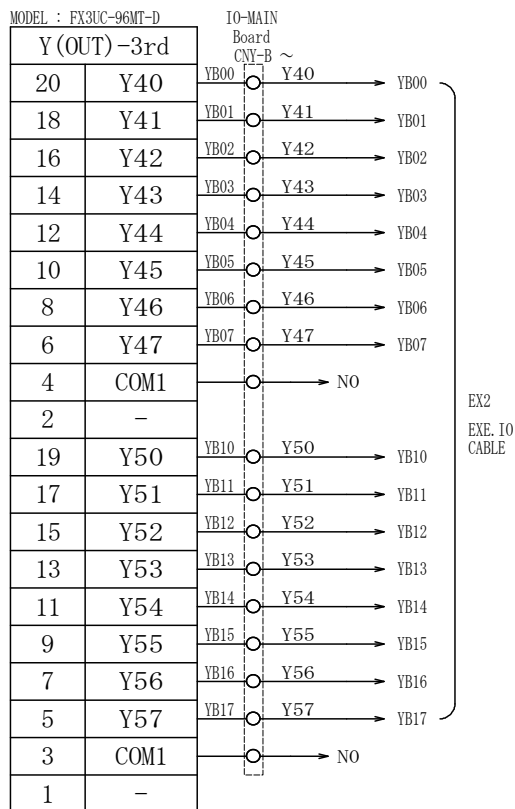 MODEL : FX3UC-96MT-D IO-MAIN
Y(OUT)-3rd Board
CNY-B ~
20 Y40 YB00 Y40 YB00
18 Y41 YB01 Y41 YB01
16 Y42 YB02 Y42 YB02
14 Y43 YB03 Y43 YB03
12 Y44 YB04 Y44 YB04
10 Y45 YB05 Y45 YB05
8 Y46 YB06 Y46 YB06
6 Y47 YB07 Y47 YB07
4 COM1 NO
2 - EX2
EXE.IO
CABLE
19 Y50 YB10 Y50 YB10
17 Y51 YB11 Y51 YB11
15 Y52 YB12 Y52 YB12
13 Y53 YB13 Y53 YB13
11 Y54 YB14 Y54 YB14
9 Y55 YB15 Y55 YB15
7 Y56 YB16 Y56 YB16
5 Y57 YB17 Y57 YB17
3 COM1 NO
1 -